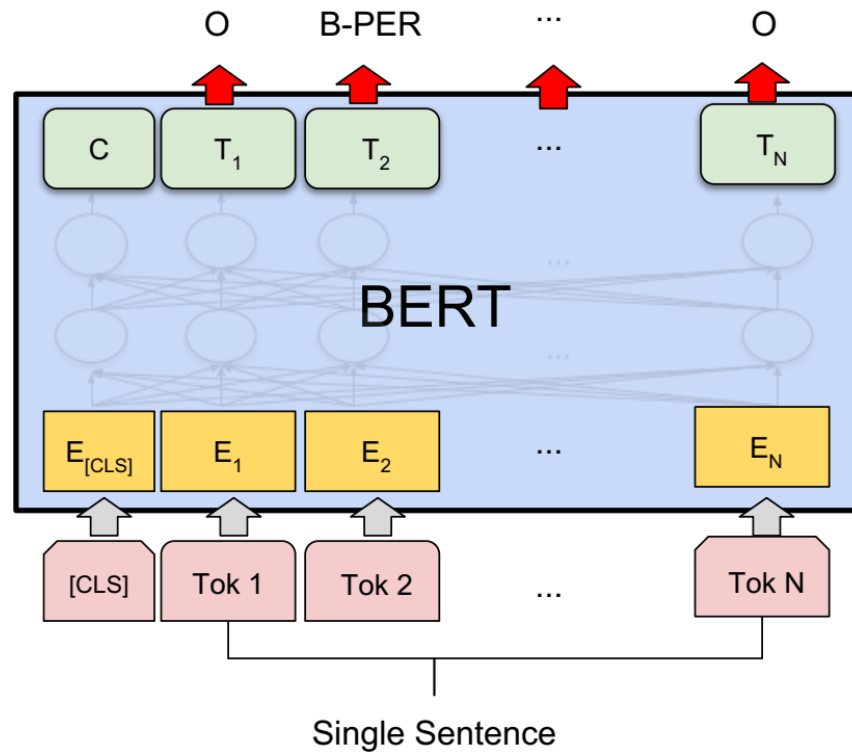 O B-PER ... O
C T1 T2 ... TN
...
BERT
...
E[CLS] E1 E2 ... EN
[CLS] Tok 1 Tok 2 ... Tok N
Single Sentence